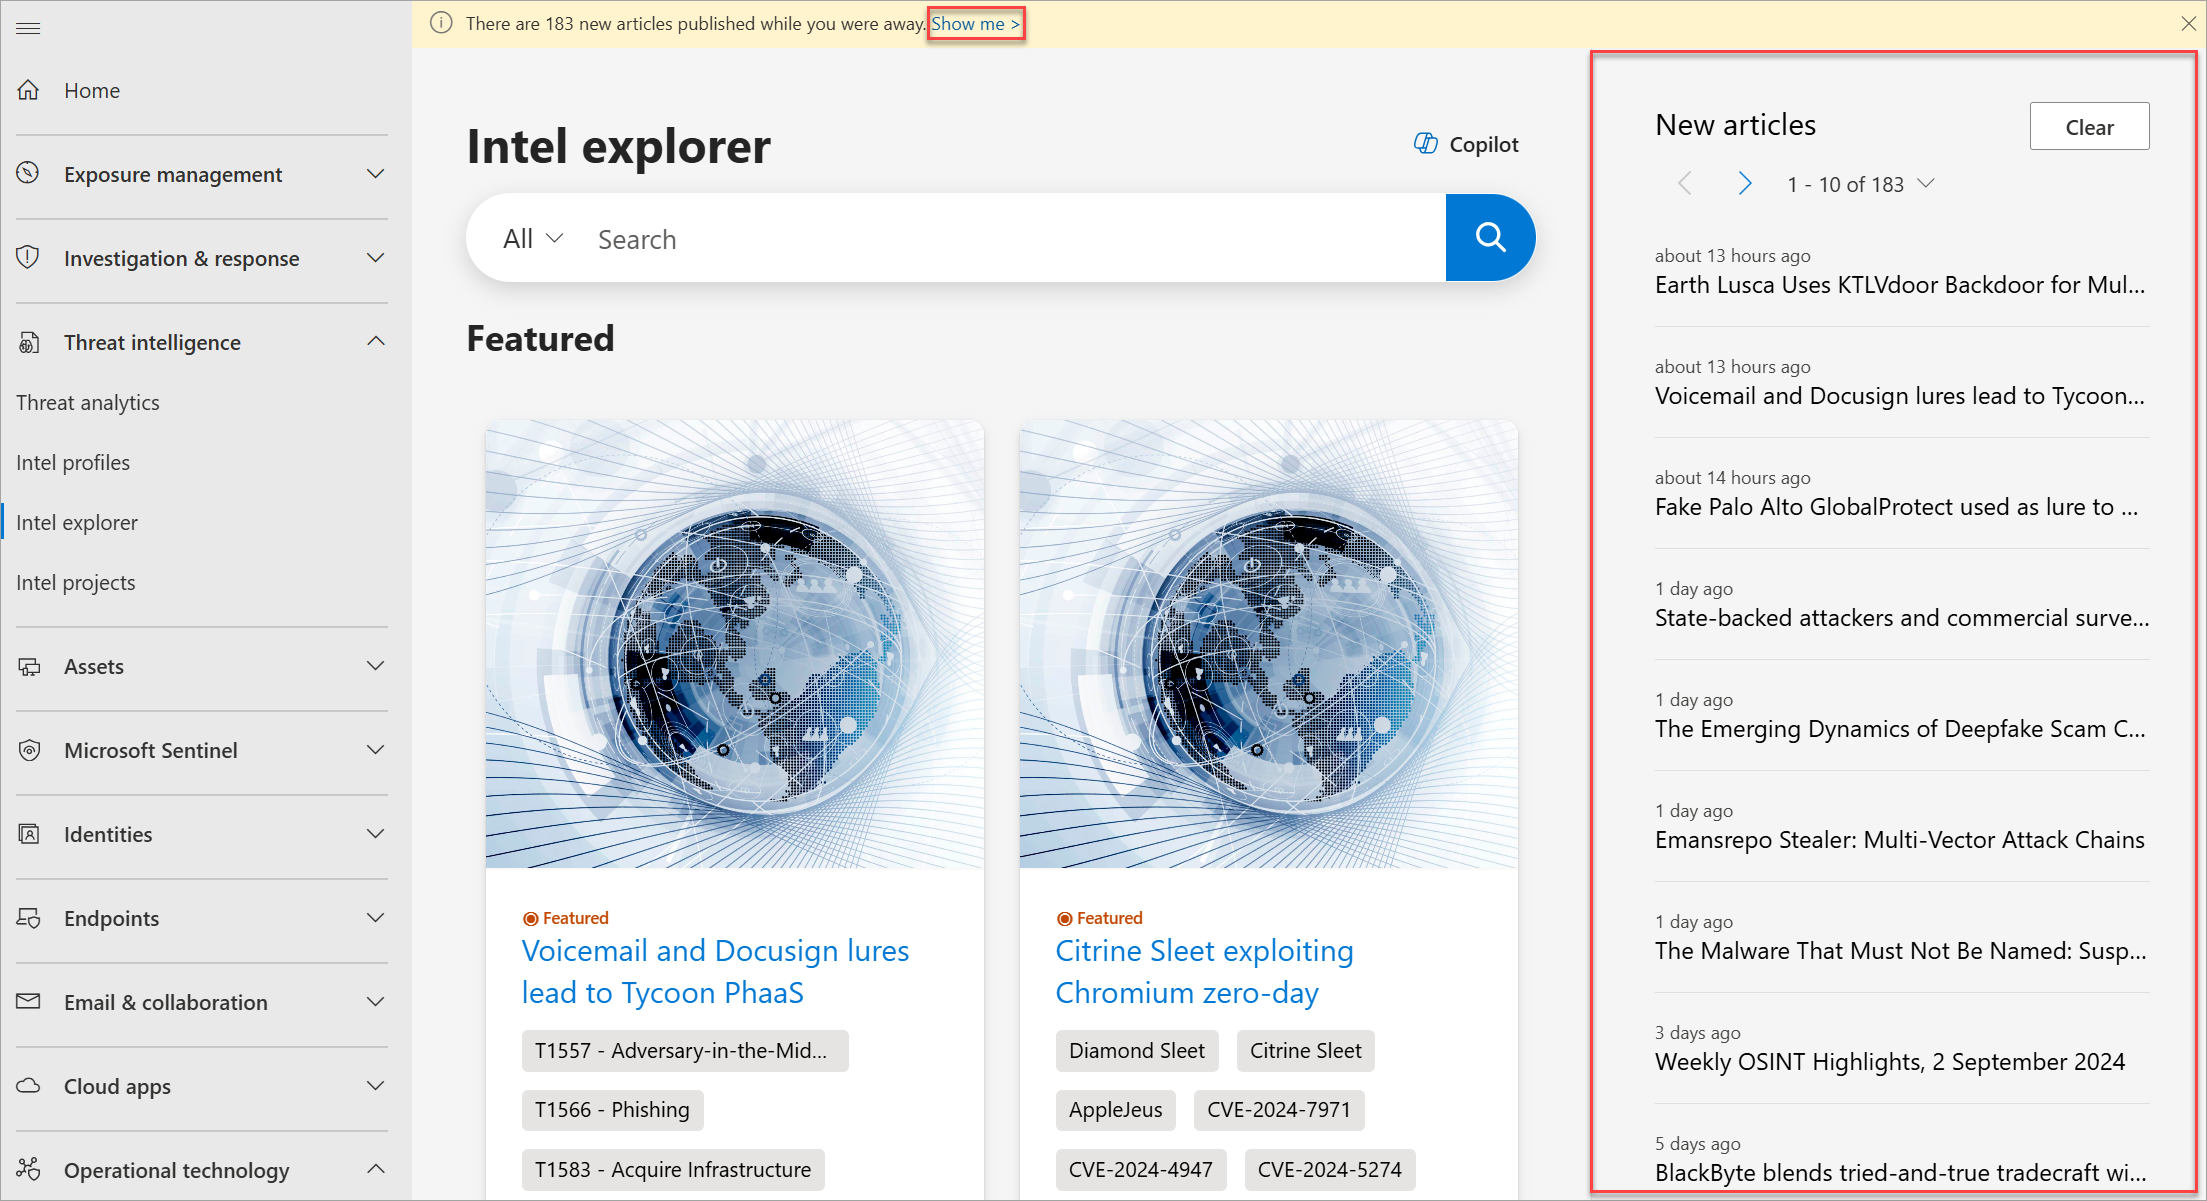 There are 183 new articles published while you were away. Show me >
Home
Exposure management
Investigation & response
Threat intelligence
Threat analytics
Intel profiles
Intel explorer
Intel projects
Assets
Microsoft Sentinel
Identities
Endpoints
Email & collaboration
Cloud apps
Operational technology
Intel explorer
Copilot
All
Search
Featured
Featured
Voicemail and Docusign lures
lead to Tycoon PhaaS
T1557 - Adversary-in-the-Mid...
T1566 - Phishing
T1583 - Acquire Infrastructure
Featured
Citrine Sleet exploiting
Chromium zero-day
Diamond Sleet Citrine Sleet
AppleJeus CVE-2024-7971
CVE-2024-4947 CVE-2024-5274
New articles
Clear
1 - 10 of 183
about 13 hours ago
Earth Lusca Uses KTLVdoor Backdoor for Mul...
about 13 hours ago
Voicemail and Docusign lures lead to Tycoon...
about 14 hours ago
Fake Palo Alto GlobalProtect used as lure to ...
1 day ago
State-backed attackers and commercial surve...
1 day ago
The Emerging Dynamics of Deepfake Scam C...
1 day ago
Emansrepo Stealer: Multi-Vector Attack Chains
1 day ago
The Malware That Must Not Be Named: Susp...
3 days ago
Weekly OSINT Highlights, 2 September 2024
5 days ago
BlackByte blends tried-and-true tradecraft wi...